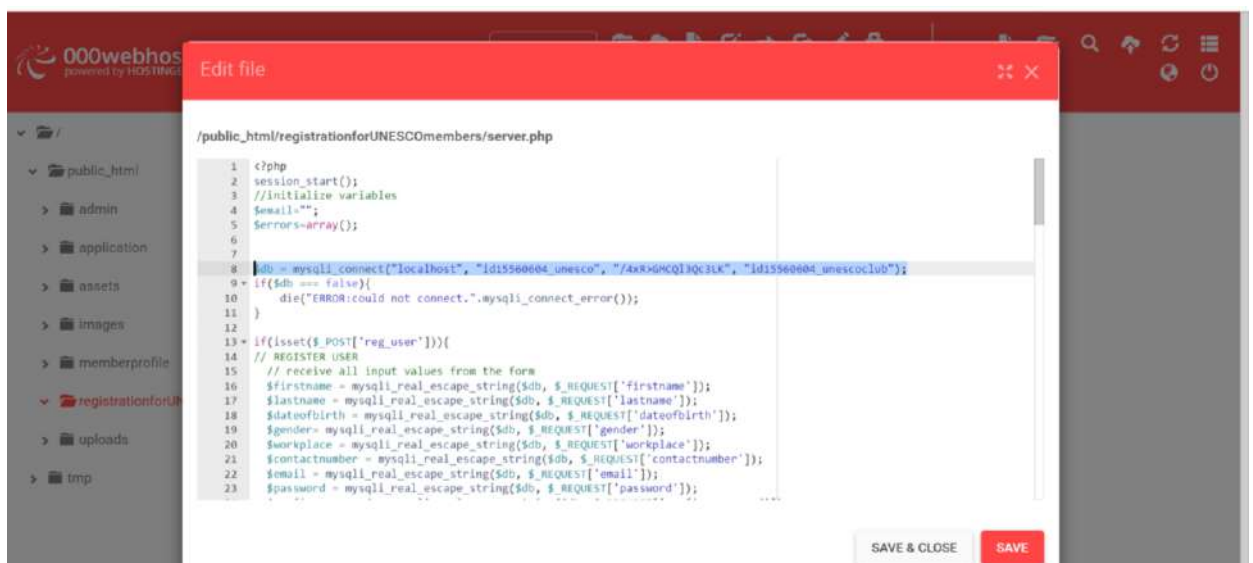 000webhos
powered by HOSTINGE
Edit file
/
public_html
admin
application
assets
images
memberprofile
registrationforUN
uploads
tmp
/public_html/registrationforUNESCOmembers/server.php
1 <?php
2 session_start();
3 //initialize variables
4 $email="";
5 $errors=array();
6
7
8 $db = mysqli_connect("localhost", "id15560604_unesco", "id15560604_unescoclub");
9 if($db === false){
10 die("ERROR:could not connect.".mysqli_connect_error());
11 }
12
13 if(isset($_POST['reg_user'])){
14 // REGISTER USER
15 // receive all input values from the form
16 $firstname = mysqli_real_escape_string($db, $_REQUEST['firstname']);
17 $lastname = mysqli_real_escape_string($db, $_REQUEST['lastname']);
18 $dateofbirth = mysqli_real_escape_string($db, $_REQUEST['dateofbirth']);
19 $gender= mysqli_real_escape_string($db, $_REQUEST['gender']);
20 $workplace = mysqli_real_escape_string($db, $_REQUEST['workplace']);
21 $contactnumber = mysqli_real_escape_string($db, $_REQUEST['contactnumber']);
22 $email = mysqli_real_escape_string($db, $_REQUEST['email']);
23 $password = mysqli_real_escape_string($db, $_REQUEST['password']);
SAVE & CLOSE
SAVE